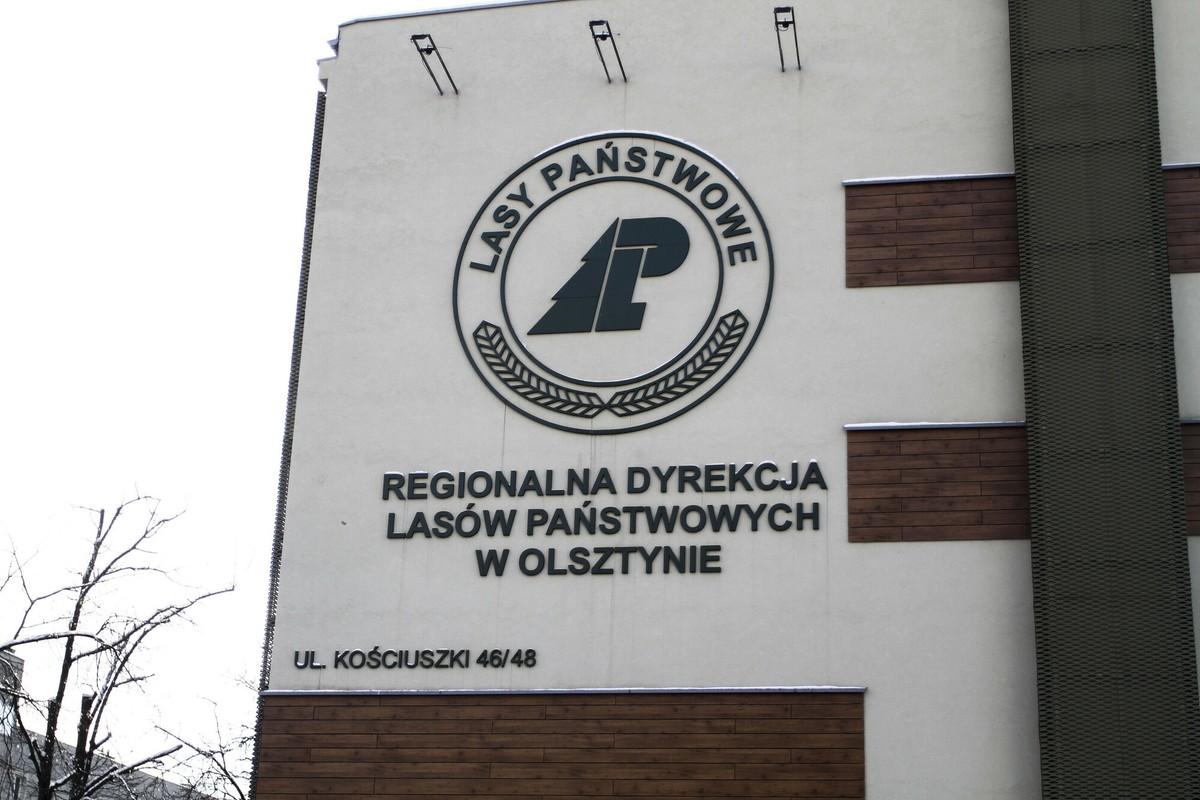 LASY PAŃSTWOWE
LP
REGIONALNA DYREKCJA
LASÓW PAŃSTWOWYCH
W OLSZTYNIE
UL. KOŚCIUSZKI 46/48